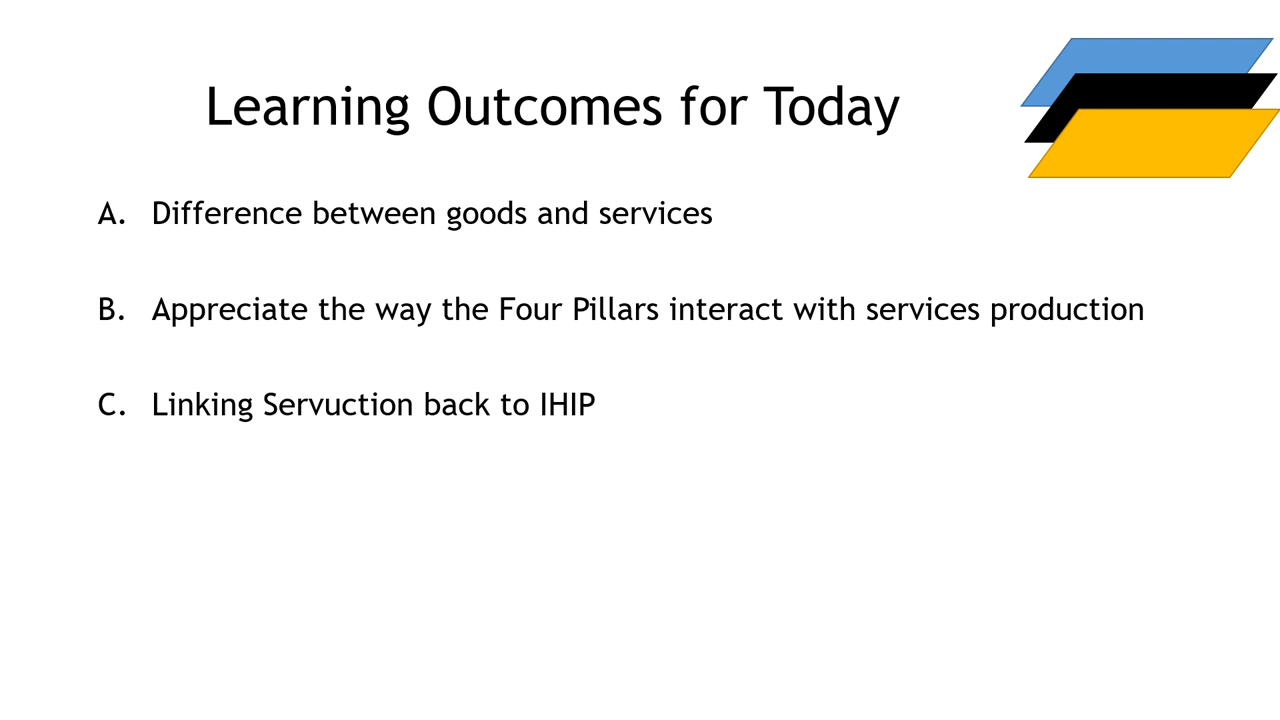 Learning Outcomes for Today
A. Difference between goods and services
B. Appreciate the way the Four Pillars interact with services production
C. Linking Servuction back to IHIP